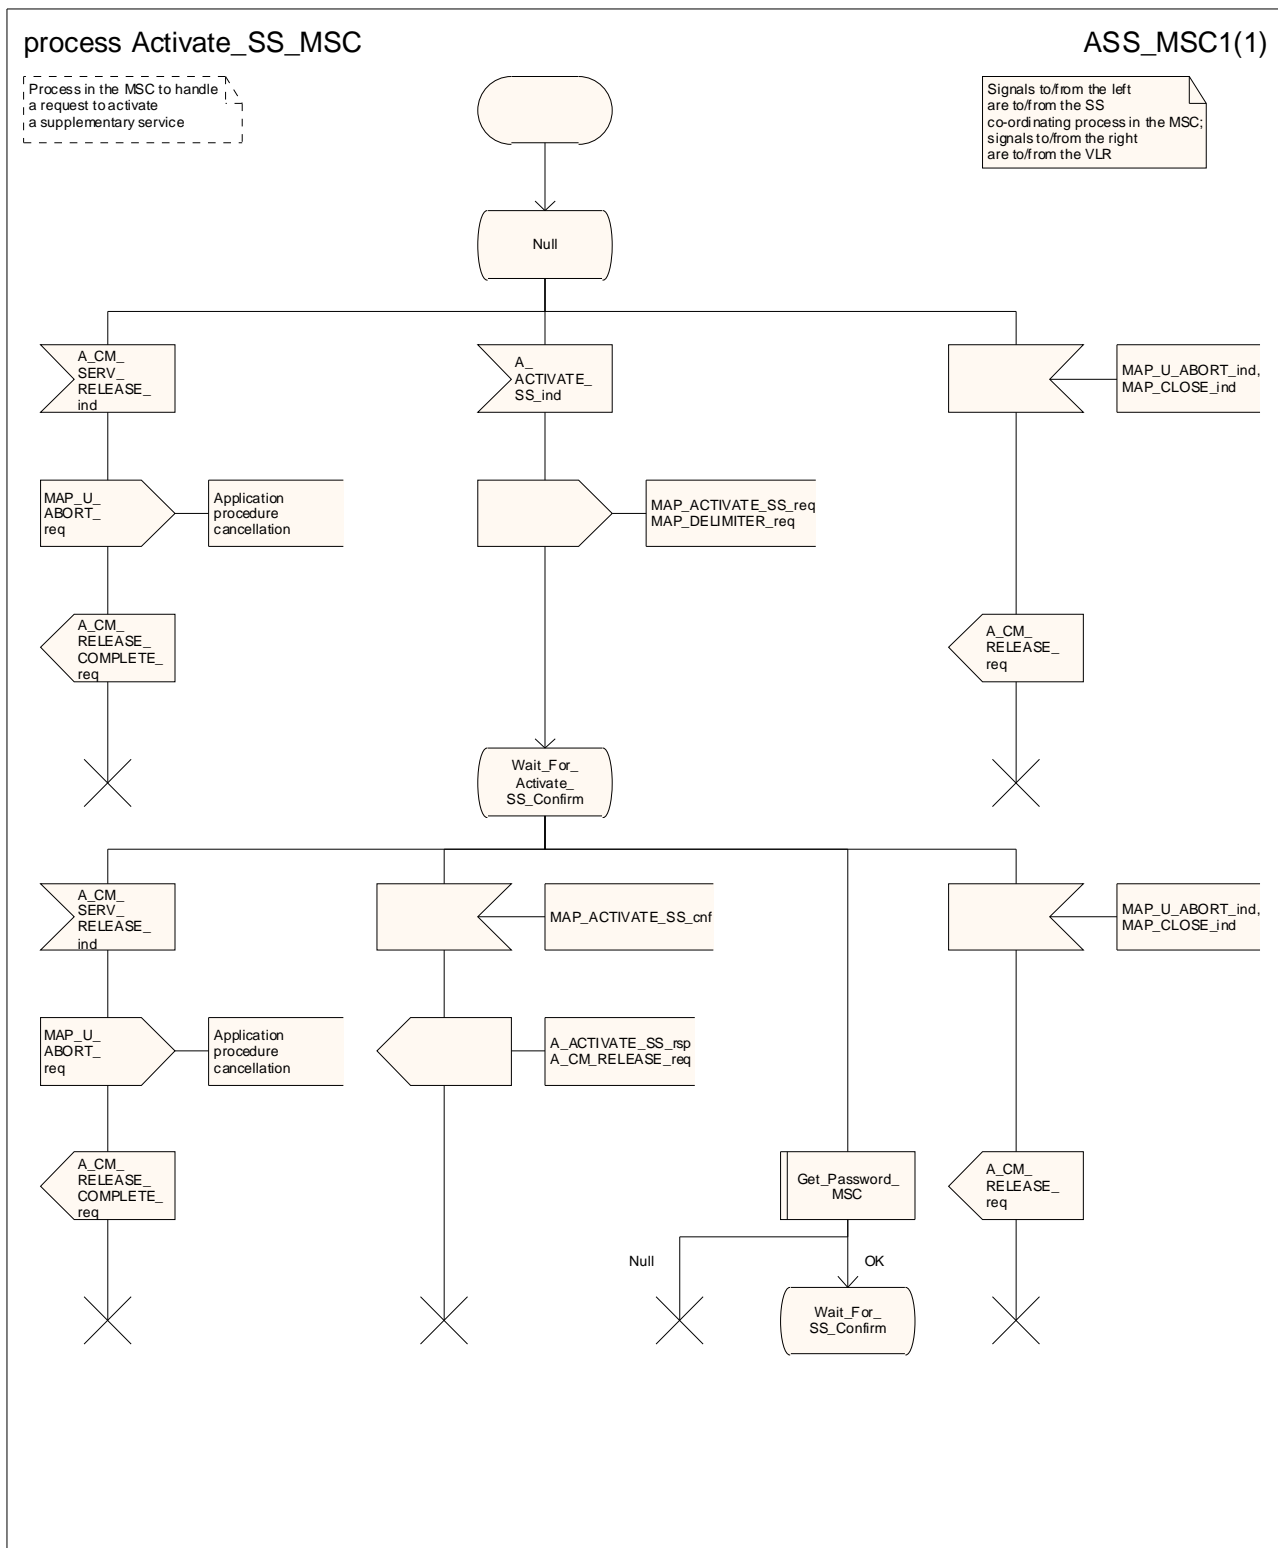 process Activate_SS_MSC
ASS_MSC1(1)
Process in the MSC to handle
a request to activate
a supplementary service
Signals to/from the left
are to/from the SS
co-ordinating process in the MSC;
signals to/from the right
are to/from the VLR
Null
A_CM_
SERV_
RELEASE_
ind
A_
ACTIVATE_
SS_ind
MAP_U_ABORT_ind,
MAP_CLOSE_ind
MAP_U_
ABORT_
req
Application
procedure
cancellation
MAP_ACTIVATE_SS_req
MAP_DELIMITER_req
A_CM_
RELEASE_
COMPLETE_
req
A_CM_
RELEASE_
req
Wait_For_
Activate_
SS_Confirm
A_CM_
SERV_
RELEASE_
ind
MAP_ACTIVATE_SS_cnf
MAP_U_ABORT_ind,
MAP_CLOSE_ind
MAP_U_
ABORT_
req
Application
procedure
cancellation
A_ACTIVATE_SS_rsp
A_CM_RELEASE_req
A_CM_
RELEASE_
COMPLETE_
req
Get_Password_
MSC
A_CM_
RELEASE_
req
Null
OK
Wait_For_
SS_Confirm